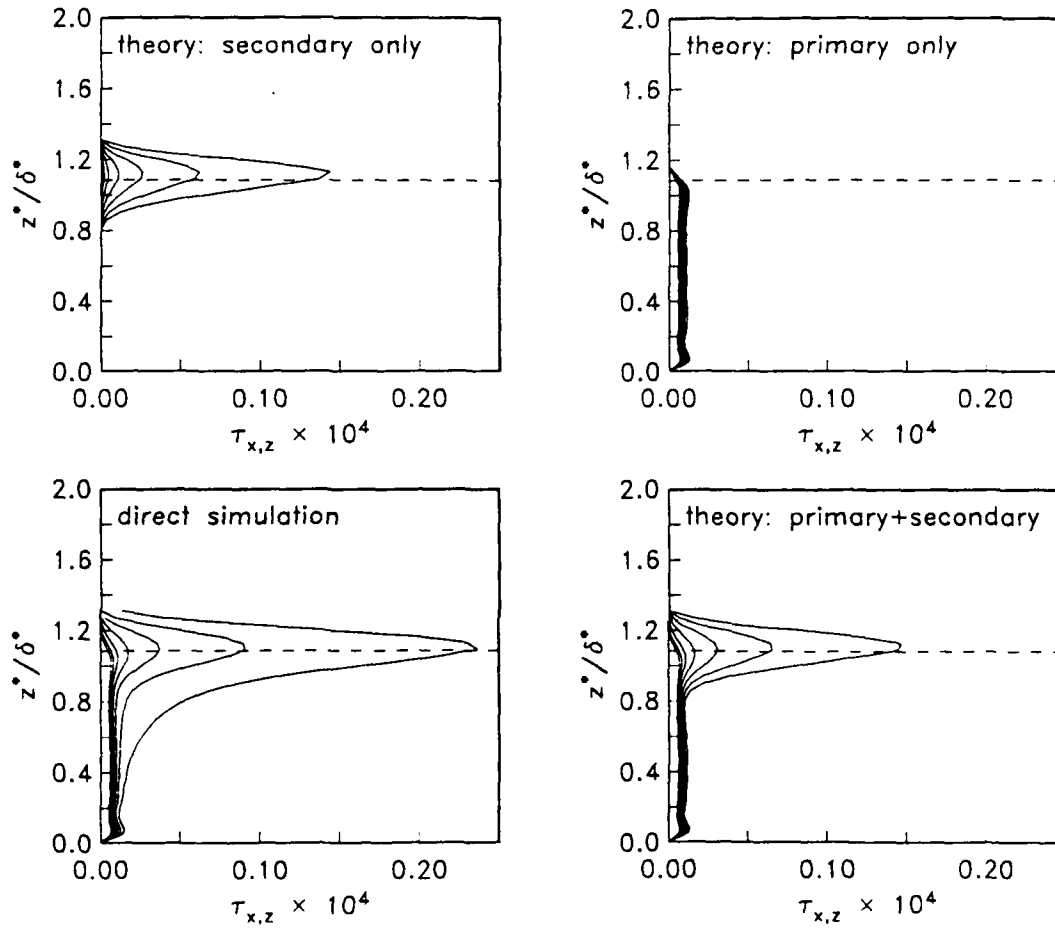 theory: secondary only
2.0
1.6
1.2
0.8
0.4
0.0
z*/δ*
0.00 0.10 0.20
τx,z × 10⁴
theory: primary only
2.0
1.6
1.2
0.8
0.4
0.0
z*/δ*
0.00 0.10 0.20
τx,z × 10⁴
direct simulation
2.0
1.6
1.2
0.8
0.4
0.0
z*/δ*
0.00 0.10 0.20
τx,z × 10⁴
theory: primary+secondary
2.0
1.6
1.2
0.8
0.4
0.0
z*/δ*
0.00 0.10 0.20
τx,z × 10⁴